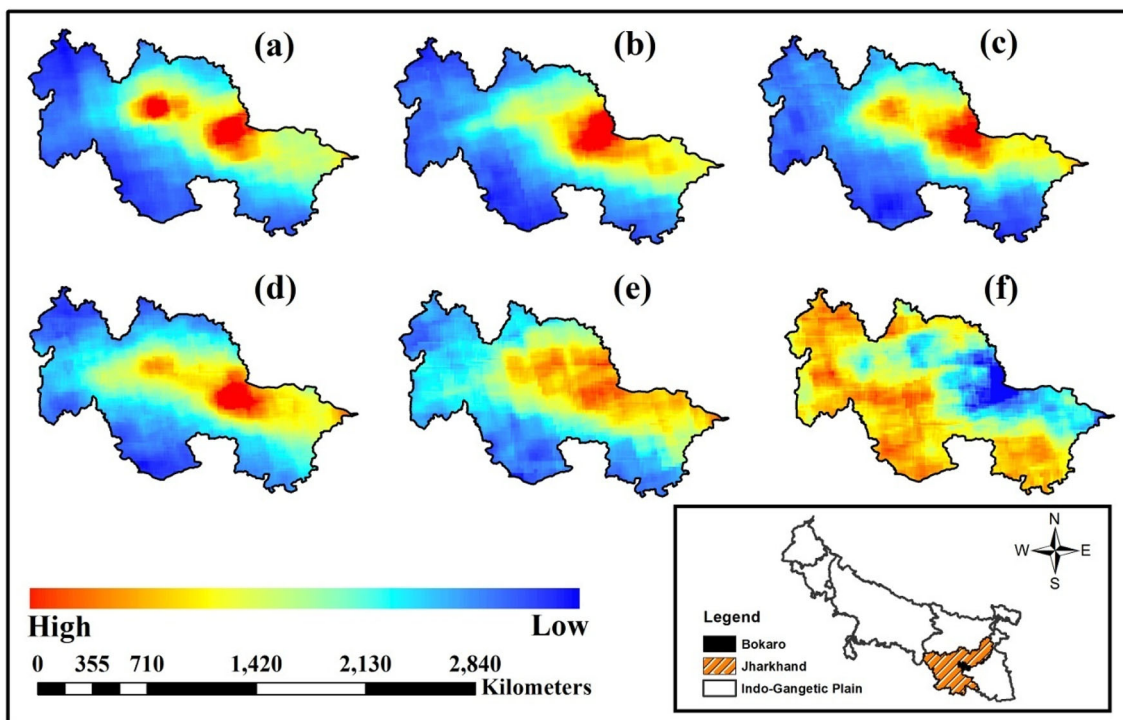 (a)
(b)
(c)
(d)
(e)
(f)
High
Low
0 355 710 1,420 2,130 2,840
Kilometers
N
W E
S
Legend
Bokaro
Jharkhand
Indo-Gangetic Plain